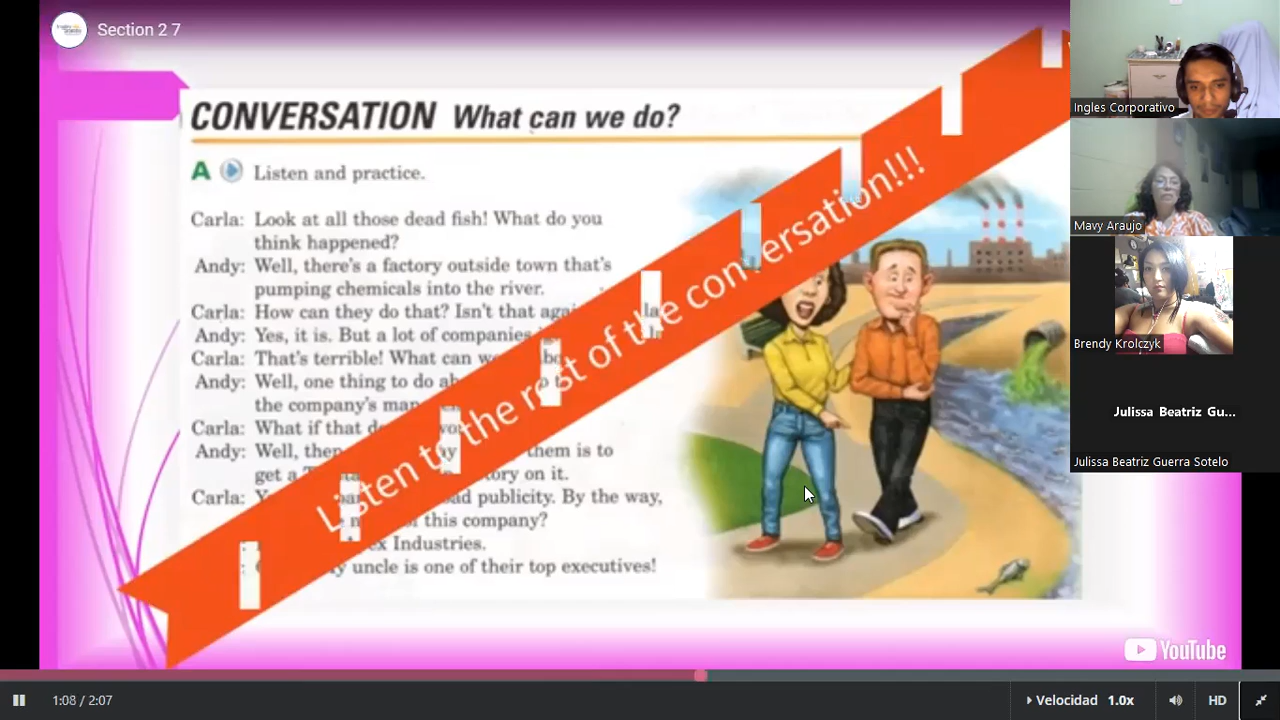 Section 2 7
CONVERSATION What can we do?
A Listen and practice.
Carla: Look at all those dead fish! What do you
think happened?
Andy: Well, there's a factory outside town that's
pumping chemicals into the river.
Carla: How can they do that? Isn't that
Andy: Yes, it is. But a lot of companies
Carla: That's terrible! What can
Andy: Well, one thing to do
the company's
Carla: What if that
Andy: Well, then them is to
get a on it.
Carla: publicity. By the way,
this company?
Industries.
uncle is one of their top executives!
Listen to the rest of the conversation!!!
YouTube
1:08 / 2:07
Velocidad 1.0x
HD
Ingles Corporativo
Mavy Araujo
Brendy Krolczyk
Julissa Beatriz Gu...
Julissa Beatriz Guerra Sotelo